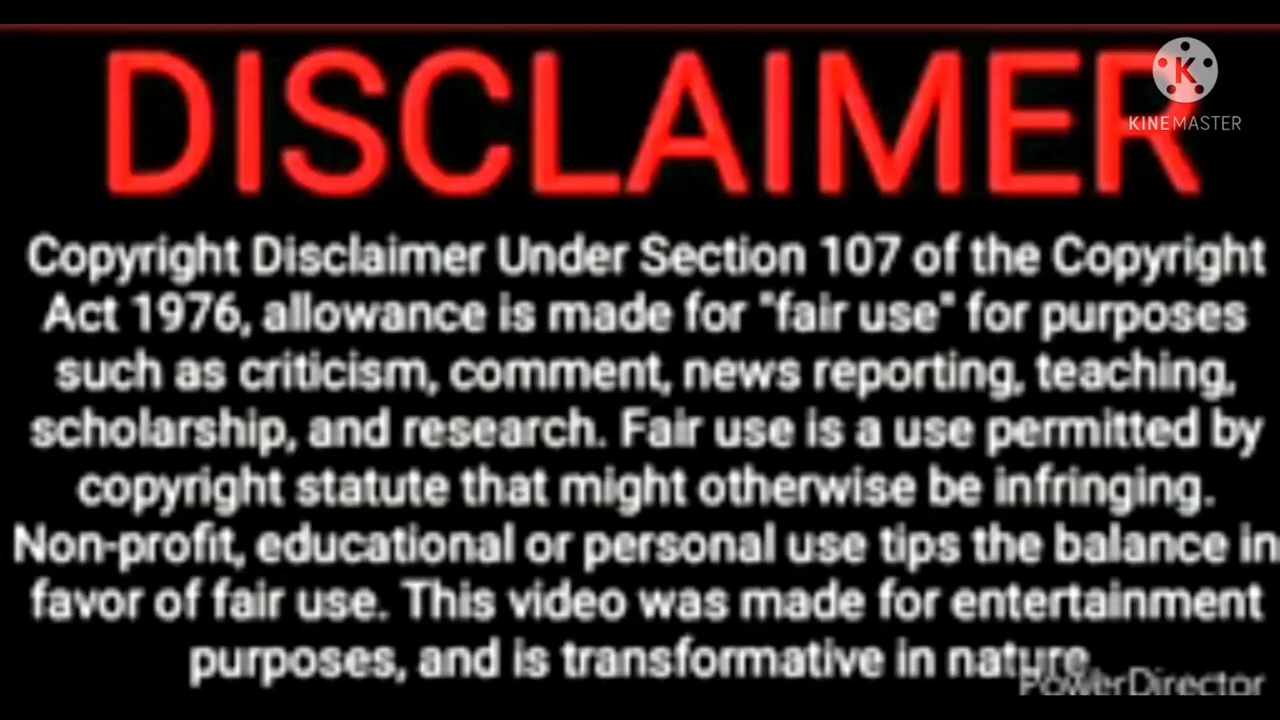 DISCLAIMER
K
KINEMASTER
Copyright Disclaimer Under Section 107 of the Copyright
Act 1976, allowance is made for "fair use" for purposes
such as criticism, comment, news reporting, teaching,
scholarship, and research. Fair use is a use permitted by
copyright statute that might otherwise be infringing.
Non-profit, educational or personal use tips the balance in
favor of fair use. This video was made for entertainment
purposes, and is transformative in nature
PowerDirector